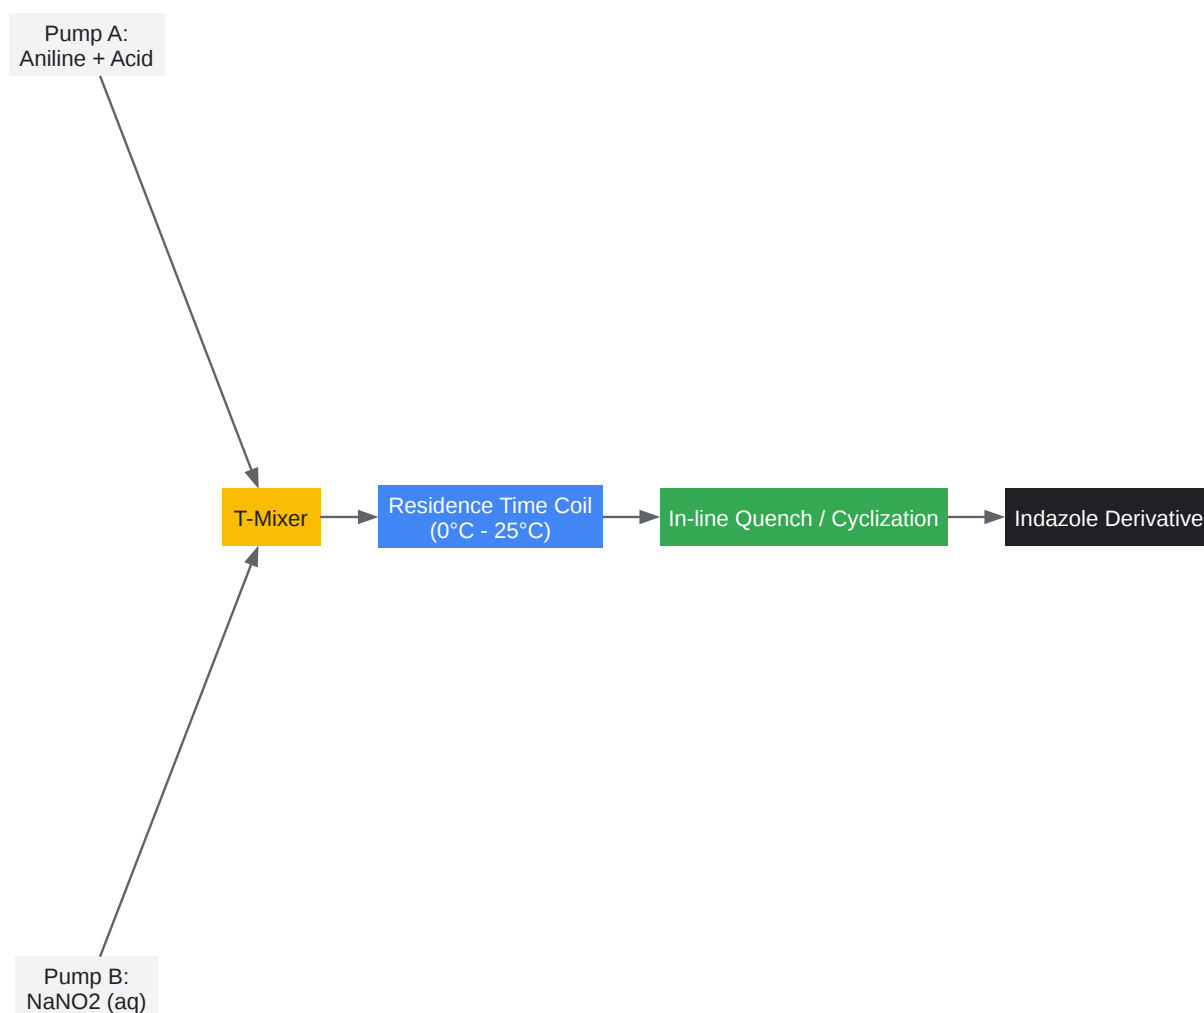 Pump A:
Aniline + Acid
T-Mixer
Residence Time Coil
(0°C - 25°C)
In-line Quench / Cyclization
Indazole Derivative
Pump B:
NaNO2 (aq)